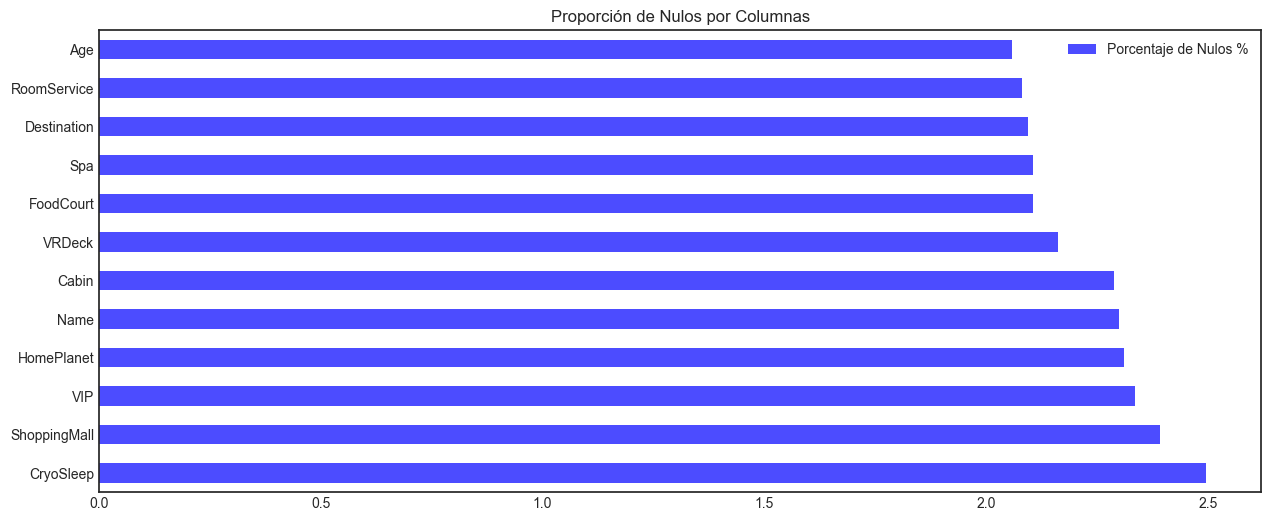 Proporción de Nulos por Columnas
Porcentaje de Nulos %
Age
RoomService
Destination
Spa
FoodCourt
VRDeck
Cabin
Name
HomePlanet
VIP
ShoppingMall
CryoSleep
0.0 0.5 1.0 1.5 2.0 2.5